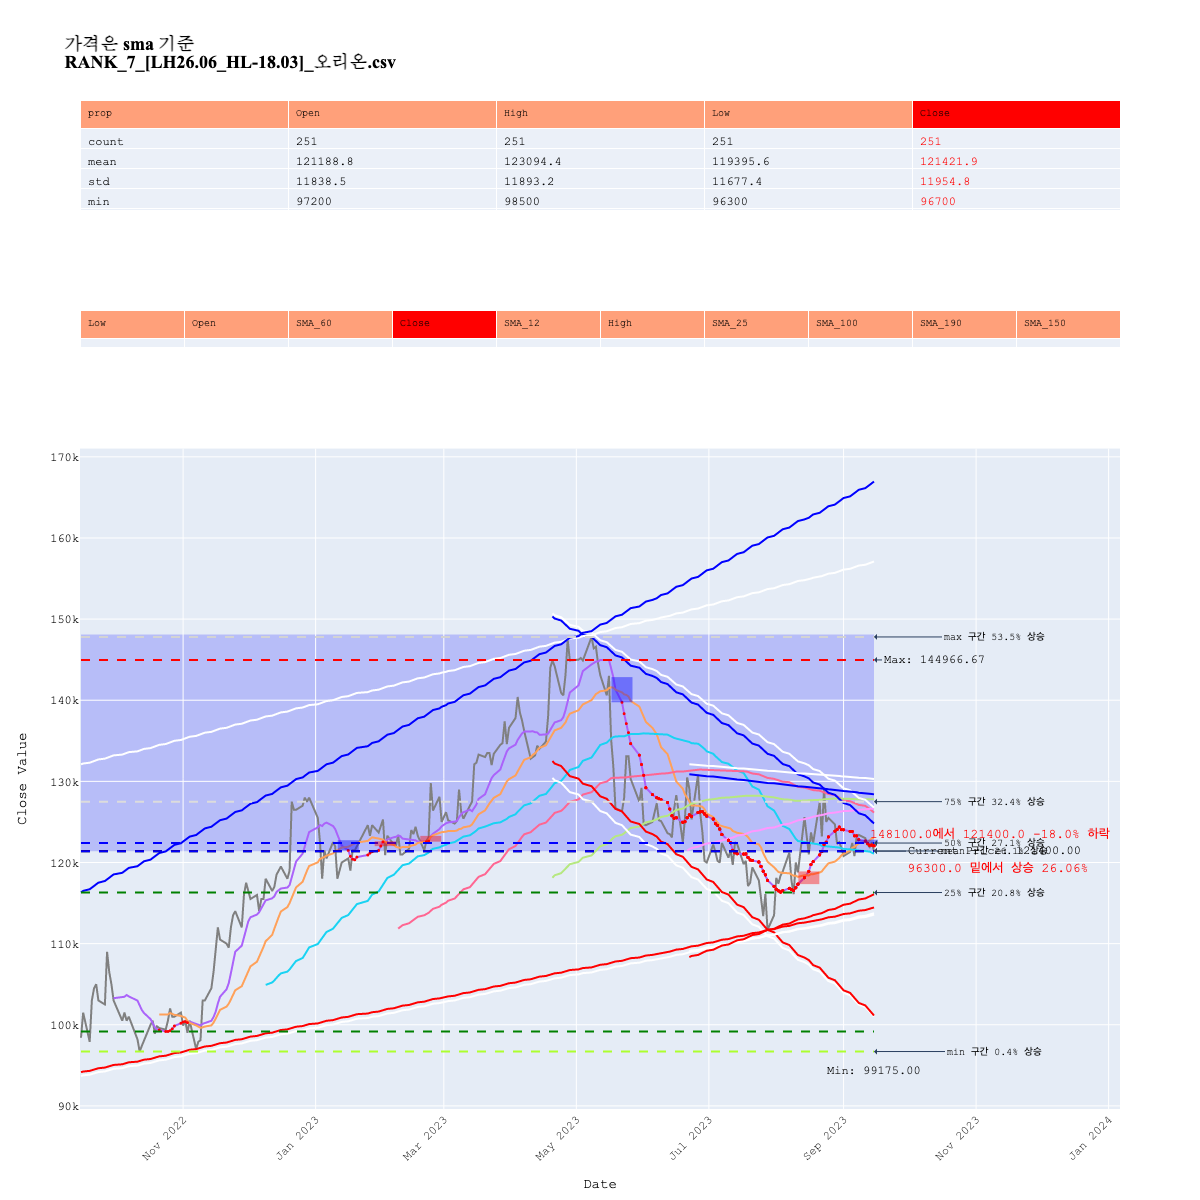 가격은 sma 기준
RANK_7_[LH26.06_HL-18.03]_오리온.csv
prop Open High Low Close
count 251 251 251 251
mean 121188.8 123094.4 119395.6 121421.9
std 11838.5 11893.2 11677.4 11954.8
min 97200 98500 96300 96700
Low Open SMA_60 Close SMA_12 High SMA_25 SMA_100 SMA_190 SMA_150
170k
160k
150k
max 구간 53.5% 상승
Max: 144966.67
140k
130k
75% 구간 32.4% 상승
148100.0에서 121400.0 -18.0% 하락
50% 구간 27.1% 상승
120k
96300.0 밑에서 상승 26.06%
25% 구간 20.8% 상승
110k
100k
min 구간 0.4% 상승
Min: 99175.00
90k
Nov 2022 Jan 2023 Mar 2023 May 2023 Jul 2023 Sep 2023 Nov 2023 Jan 2024
Date
Close Value